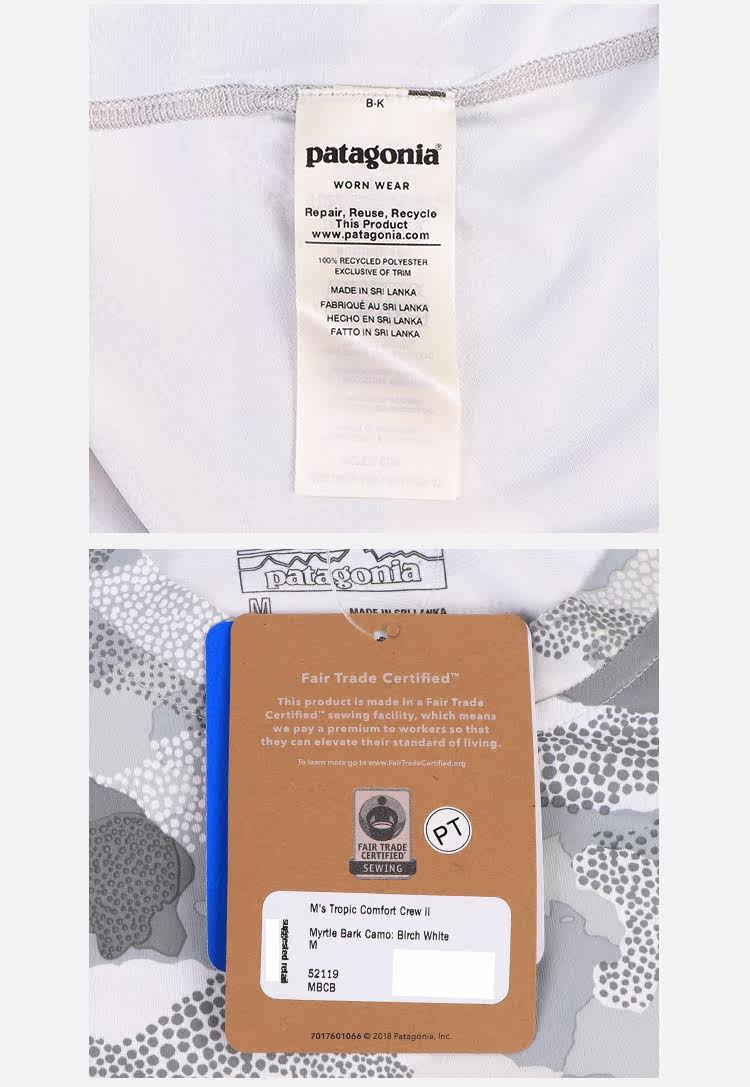 B-K
patagonia®
WORN WEAR
Repair, Reuse, Recycle
This Product
www.patagonia.com
100% RECYCLED POLYESTER
EXCLUSIVE OF TRIM
MADE IN SRI LANKA
FABRIQUÉ AU SRI LANKA
HECHO EN SRI LANKA
FATTO IN SRI LANKA
patagonia
M
MADE IN SRI LANKA
Fair Trade Certified™
This product is made in a Fair Trade
Certified™ sewing facility, which means
we pay a premium to workers so that
they can elevate their standard of living.
To learn more go to www.FairTradeCertified.org
FAIR TRADE
CERTIFIED
SEWING
PT
M's Tropic Comfort Crew II
Myrtle Bark Camo: Birch White
M
suggested retail
52119
MBCB
7017601066 © 2018 Patagonia, Inc.